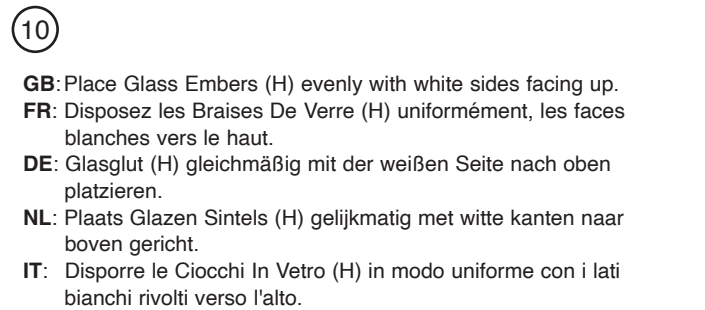 10
GB: Place Glass Embers (H) evenly with white sides facing up.
FR: Disposez les Braises De Verre (H) uniformément, les faces
blanches vers le haut.
DE: Glasglut (H) gleichmäßig mit der weißen Seite nach oben
platzieren.
NL: Plaats Glazen Sintels (H) gelijkmatig met witte kanten naar
boven gericht.
IT: Disporre le Ciocchi In Vetro (H) in modo uniforme con i lati
bianchi rivolti verso l'alto.